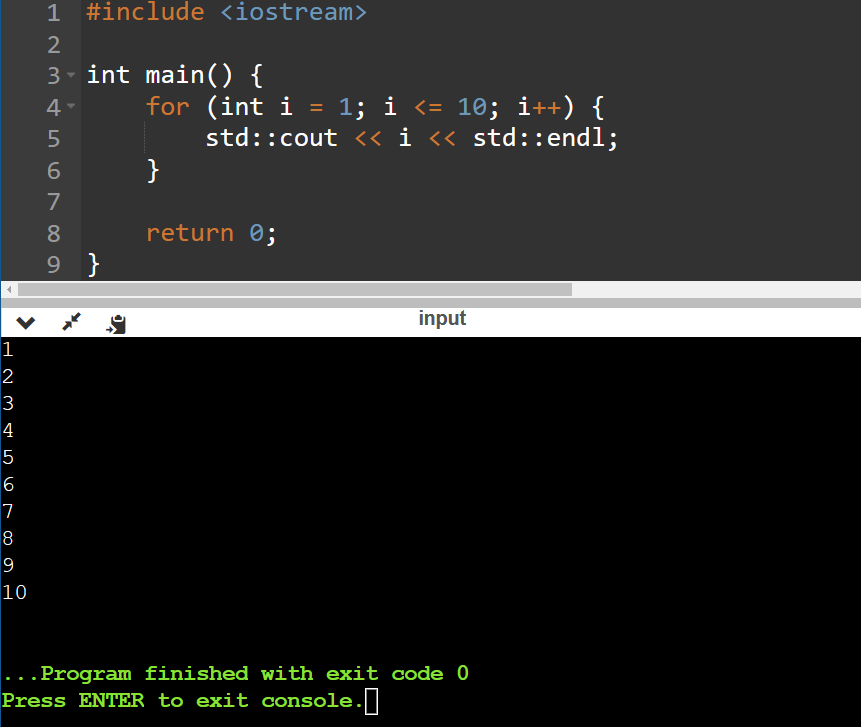 1 #include <iostream>
2
3 int main() {
4     for (int i = 1; i <= 10; i++) {
5         std::cout << i << std::endl;
6     }
7
8     return 0;
9 }
input
1
2
3
4
5
6
7
8
9
10
...Program finished with exit code 0
Press ENTER to exit console.